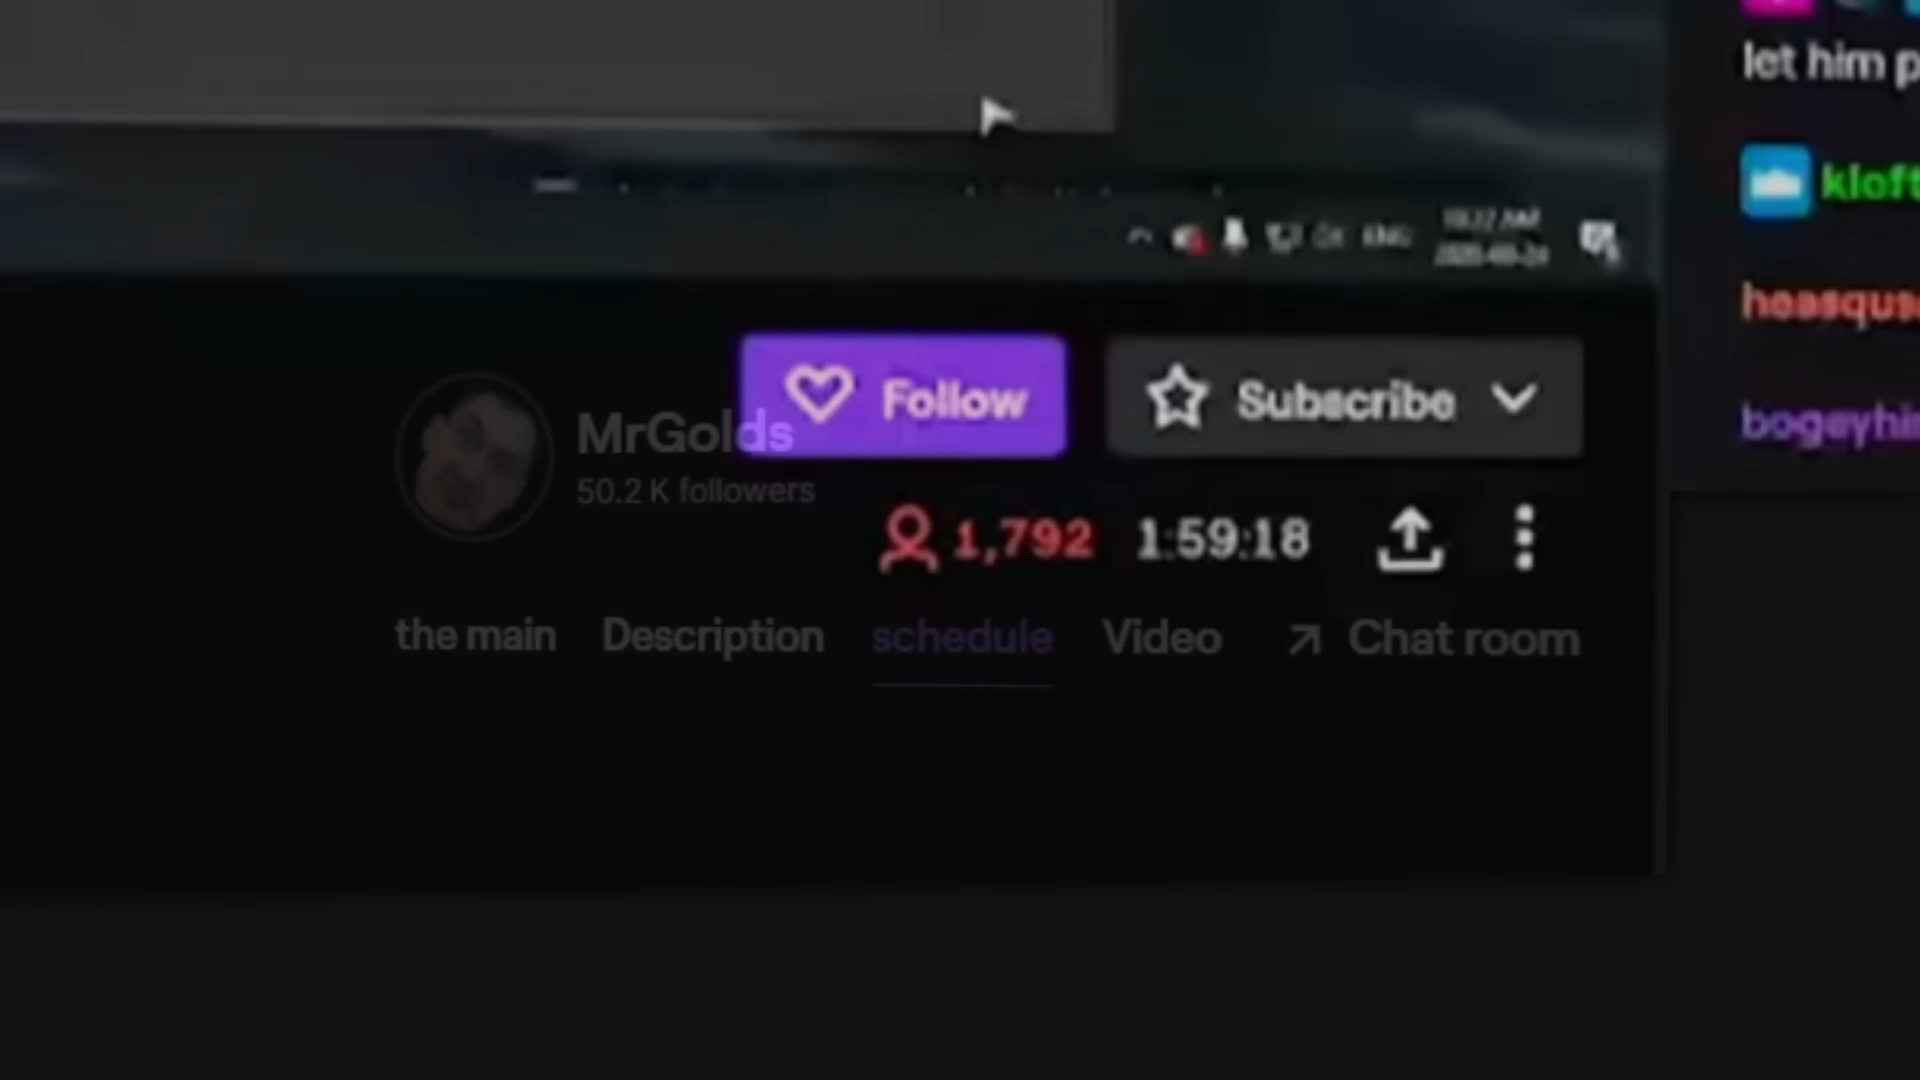 let him p
kloft
ENG
heasqus
Follow
Subscribe
bogeyhi
MrGolds
50.2 K followers
1,792
1:59:18
the main
Description
schedule
Video
Chat room